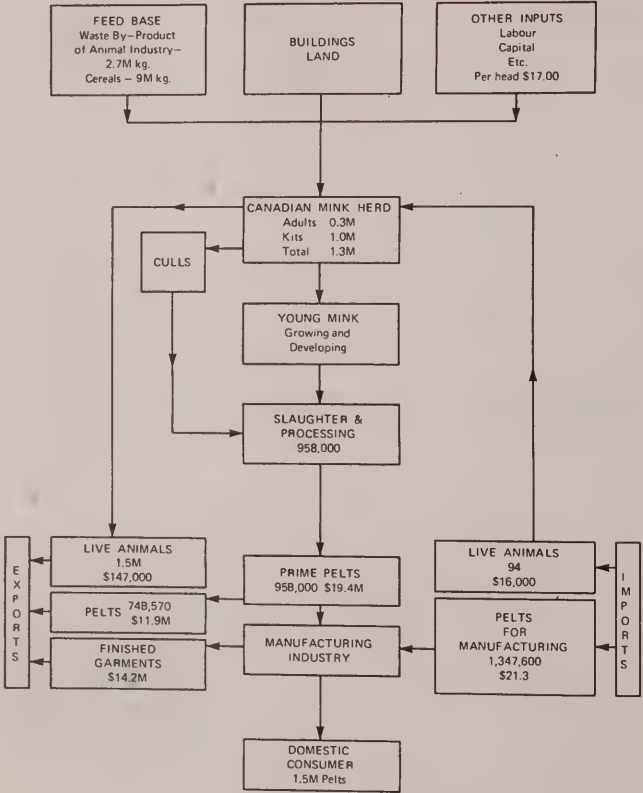 FEED BASE
Waste By–Product
of Animal Industry–
2.7M kg.
Cereals – 9M kg.
BUILDINGS
LAND
OTHER INPUTS
Labour
Capital
Etc.
Per head $17.00
CANADIAN MINK HERD
Adults 0.3M
Kits 1.0M
Total 1.3M
CULLS
YOUNG MINK
Growing and
Developing
SLAUGHTER &
PROCESSING
958,000
EXPORTS
LIVE ANIMALS
1.5M
$147,000
PELTS 748,570
$11.9M
FINISHED
GARMENTS
$14.2M
PRIME PELTS
958,000 $19.4M
MANUFACTURING
INDUSTRY
LIVE ANIMALS
94
$16,000
PELTS
FOR
MANUFACTURING
1,347,600
$21.3
IMPORTS
DOMESTIC
CONSUMER
1.5M Pelts